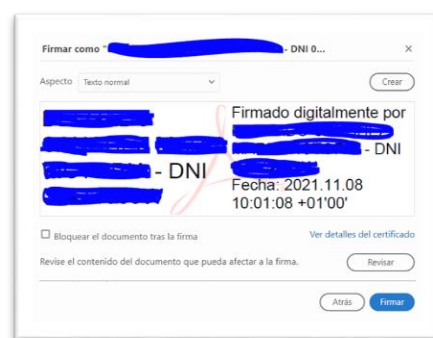 Firmar como "                - DNI 0... ×
Aspecto Texto normal Crear
- DNI
Firmado digitalmente por
- DNI
Fecha: 2021.11.08
10:01:08 +01'00'
Bloquear el documento tras la firma Ver detalles del certificado
Revise el contenido del documento que pueda afectar a la firma. Revisar
Atrás Firmar